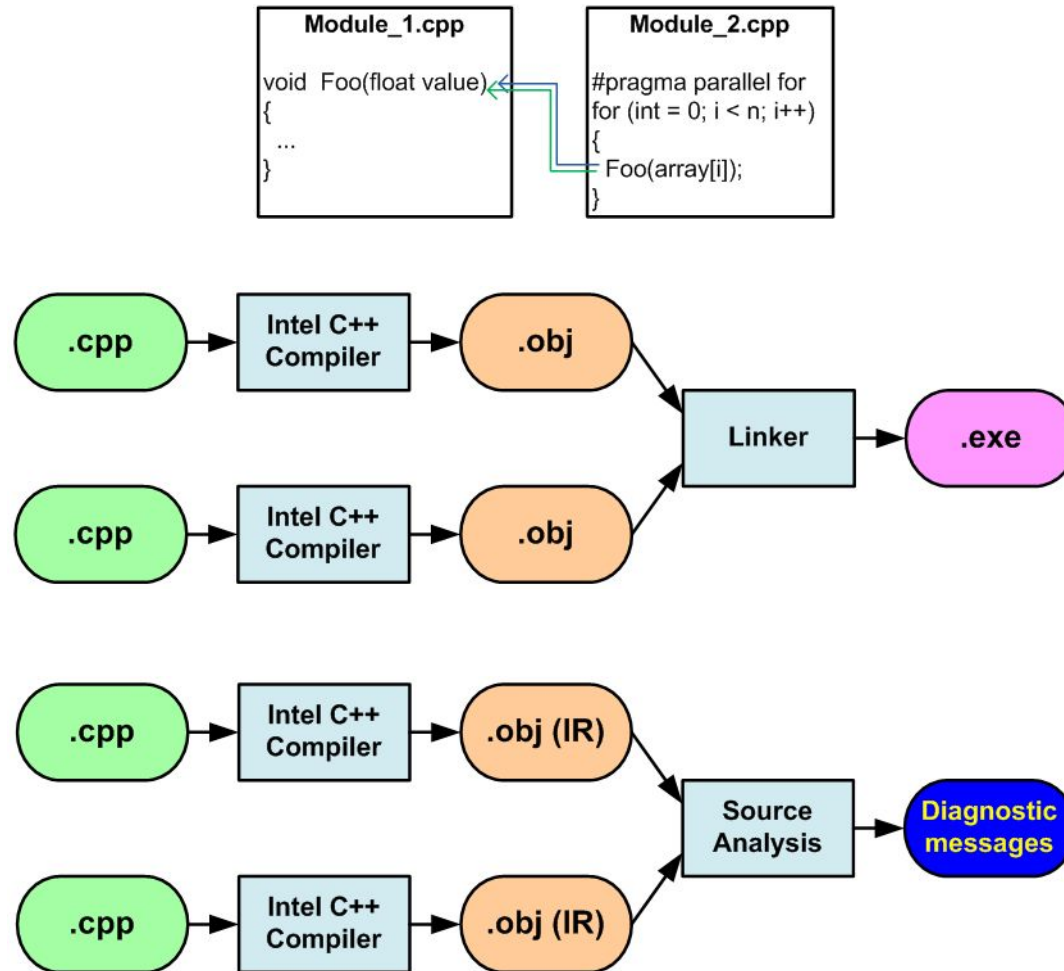 Module_1.cpp
void Foo(float value)
{
...
}
Module_2.cpp
#pragma parallel for
for (int = 0; i < n; i++)
{
Foo(array[i]);
}
.cpp
Intel C++
Compiler
.obj
.cpp
Intel C++
Compiler
.obj
Linker
.exe
.cpp
Intel C++
Compiler
.obj (IR)
.cpp
Intel C++
Compiler
.obj (IR)
Source
Analysis
Diagnostic
messages